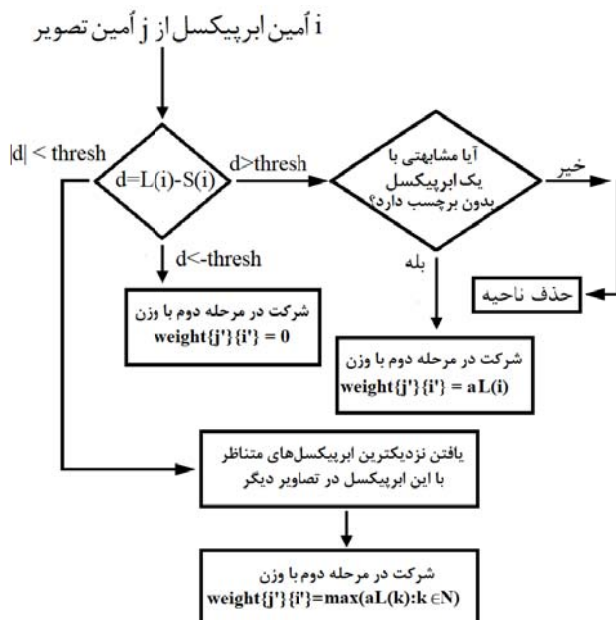 i اُمین ابرپیکسل از j اُمین تصویر
|d| < thresh
d=L(i)-S(i)
d>thresh
آیا مشابهتی با
یک ابرپیکسل
بدون برچسب دارد؟
خیر
d<-thresh
بله
حذف ناحیه
شرکت در مرحله دوم با وزن
weight{j'}{i'} = 0
شرکت در مرحله دوم با وزن
weight{j'}{i'} = aL(i)
یافتن نزدیکترین ابرپیکسل‌های متناظر
با این ابرپیکسل در تصاویر دیگر
شرکت در مرحله دوم با وزن
weight{j'}{i'}=max(aL(k):k∈N)